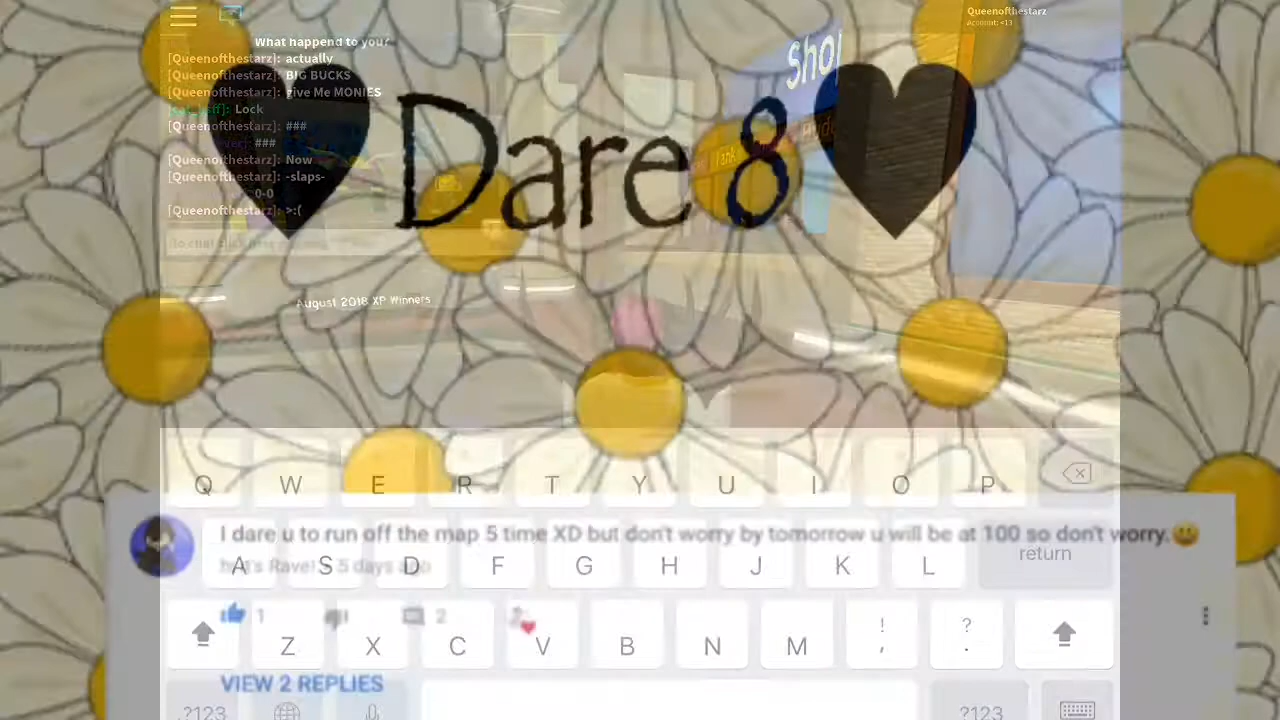 Queenofthestarz
Account: <13
What happend to you?
[Queenofthestarz]: actually
[Queenofthestarz]: BIG BUCKS
[Queenofthestarz]: give Me MONIES
Lock
[Queenofthestarz]: ###
###
[Queenofthestarz]: Now
[Queenofthestarz]: -slaps-
0-0
[Queenofthestarz]: >:(
Dare 8
August 2018 XP Winners
Q W E R T Y U I O P
I dare u to run off the map 5 time XD but don't worry by tomorrow u will be at 100 so don't worry.😃
A S D F G H J K L return
5 days ago
1 2
Z X C V B N M ! , ? .
VIEW 2 REPLIES
.?123 .?123